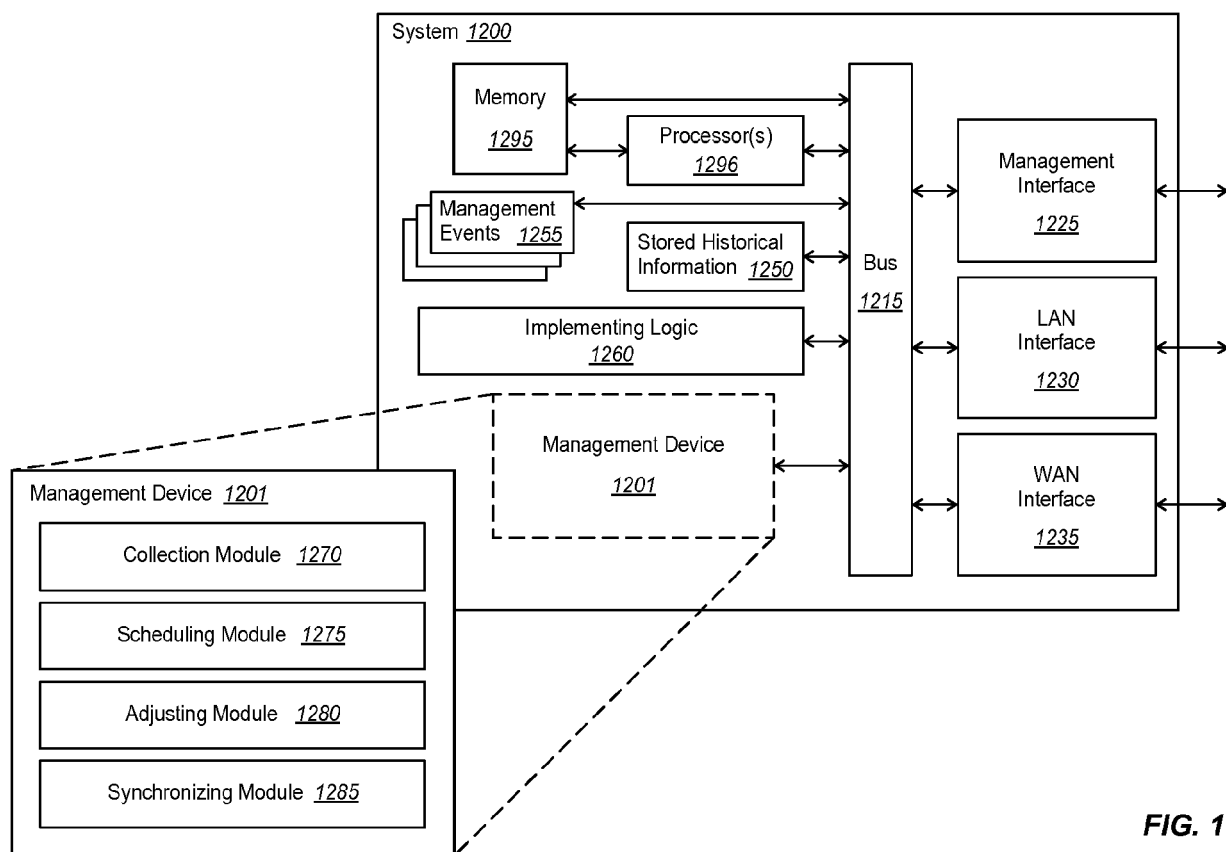 System 1200
Memory
1295
Processor(s)
1296
Management
Events 1255
Stored Historical
Information 1250
Implementing Logic
1260
Management Device
1201
Bus
1215
Management
Interface
1225
LAN
Interface
1230
WAN
Interface
1235
Management Device 1201
Collection Module 1270
Scheduling Module 1275
Adjusting Module 1280
Synchronizing Module 1285
FIG. 1